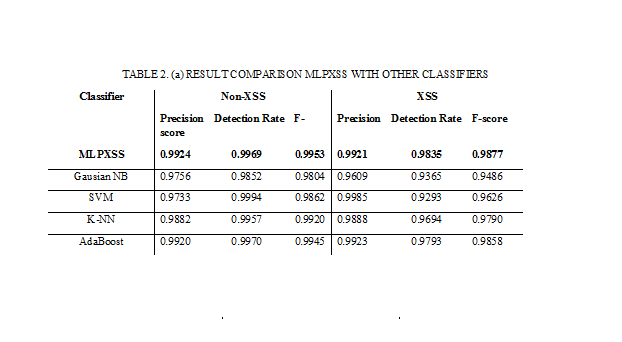 TABLE 2. (a) RESULT COMPARISON MLPXSS WITH OTHER CLASSIFIERS
Classifier Non-XSS XSS
Precision Detection Rate F- Precision Detection Rate F-score
score
MLPXSS 0.9924 0.9969 0.9953 0.9921 0.9835 0.9877
Gausian NB 0.9756 0.9852 0.9804 0.9609 0.9365 0.9486
SVM 0.9733 0.9994 0.9862 0.9985 0.9293 0.9626
K-NN 0.9882 0.9957 0.9920 0.9888 0.9694 0.9790
AdaBoost 0.9920 0.9970 0.9945 0.9923 0.9793 0.9858